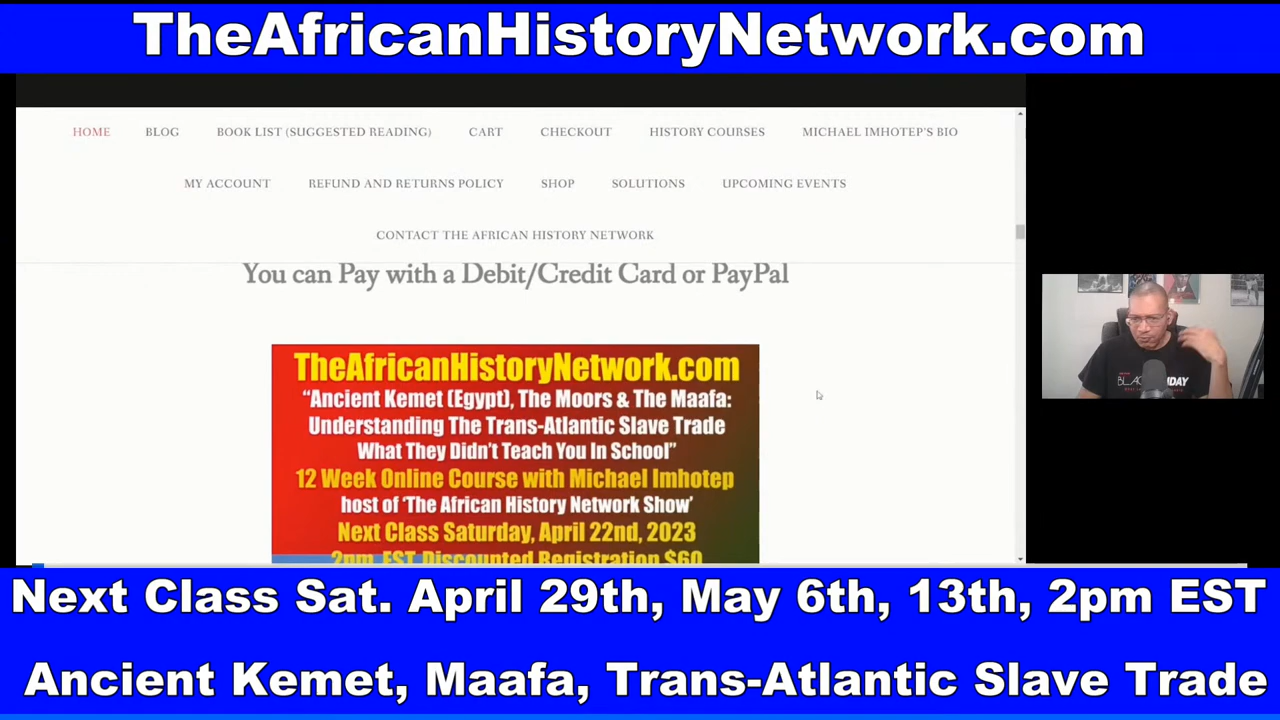 TheAfricanHistoryNetwork.com
HOME BLOG BOOK LIST (SUGGESTED READING) CART CHECKOUT HISTORY COURSES MICHAEL IMHOTEP'S BIO
MY ACCOUNT REFUND AND RETURNS POLICY SHOP SOLUTIONS UPCOMING EVENTS
CONTACT THE AFRICAN HISTORY NETWORK
You can Pay with a Debit/Credit Card or PayPal
TheAfricanHistoryNetwork.com
“Ancient Kemet (Egypt), The Moors & The Maafa:
Understanding The Trans-Atlantic Slave Trade
What They Didn't Teach You In School”
12 Week Online Course with Michael Imhotep
host of ‘The African History Network Show’
Next Class Saturday, April 22nd, 2023
2pm EST Discounted Registration $60
Next Class Sat. April 29th, May 6th, 13th, 2pm EST
Ancient Kemet, Maafa, Trans-Atlantic Slave Trade